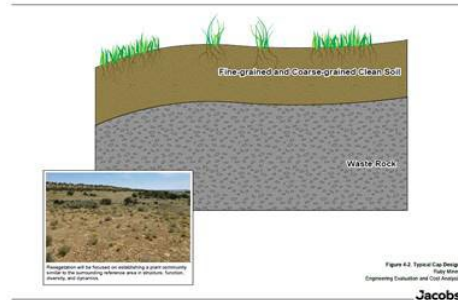 Fine-grained and Coarse-grained Clean Soil
Waste Rock
Revegetation will be focused on establishing a plant community
similar to the surrounding reference area in structure, function,
diversity, and dynamics.
Figure 4-2. Typical Cap Design
Ruby Mines
Engineering Evaluation and Cost Analysis
Jacobs